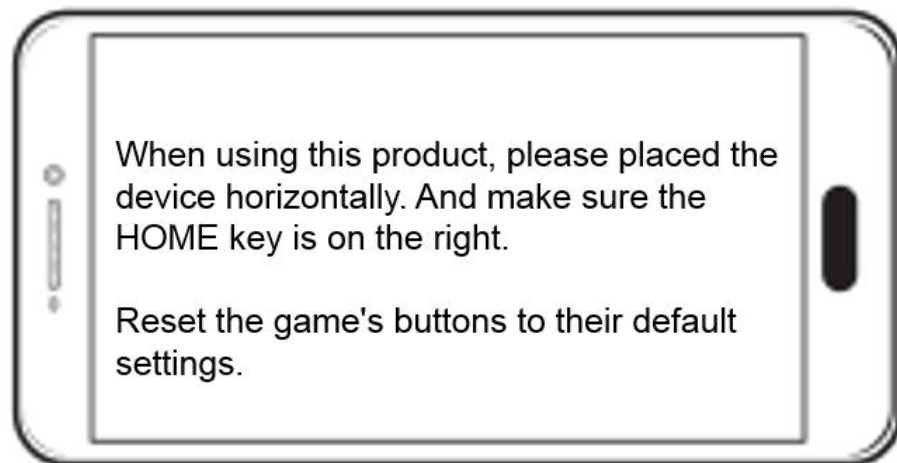 When using this product, please placed the
device horizontally. And make sure the
HOME key is on the right.
Reset the game's buttons to their default
settings.